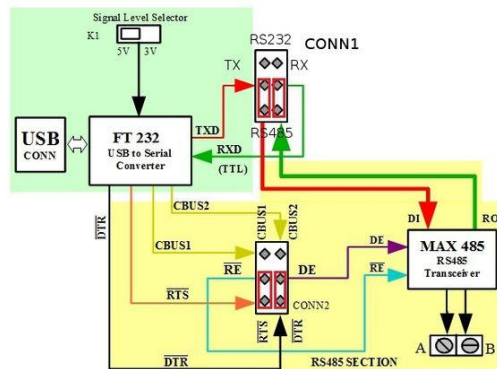 Signal Level Selector
K1
5V 3V
RS232
CONN1
TX RX
RS485
USB
CONN
FT 232
USB to Serial
Converter
TXD
RXD
(TTL)
CBUS2
CBUS1
DTR
RTS
CBUS1
CBUS2
RE
DE
CONN2
RTS
DTR
DTR
DI
RO
DE
RE
MAX 485
RS485
Transceiver
A
B
RS485 SECTION